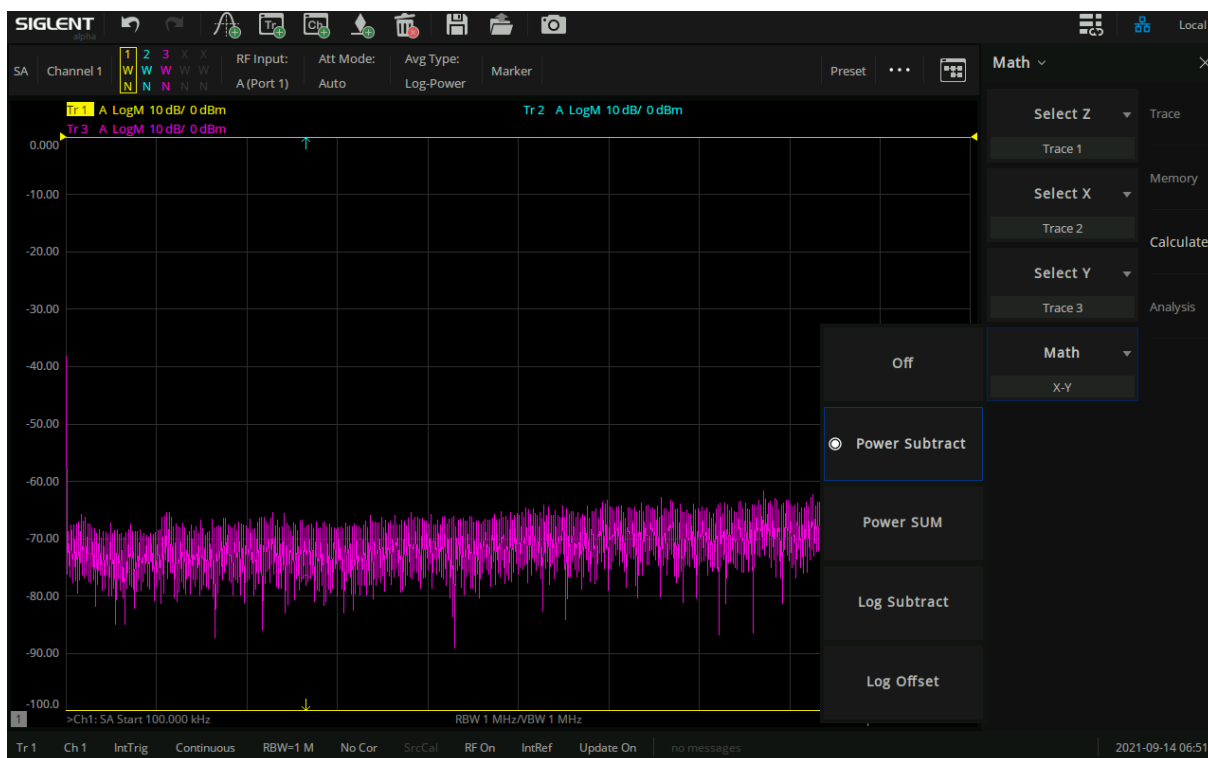 SIGLENT
alpha
Tr Ch Local
SA Channel 1 1 2 3 X X RF Input: Att Mode: Avg Type: Marker Preset ••• Math
W W W W W
N N N N N A (Port 1) Auto Log-Power
Tr 1 A LogM 10 dB/ 0 dBm Tr 2 A LogM 10 dB/ 0 dBm
Tr 3 A LogM 10 dB/ 0 dBm
Select Z Trace
Trace 1
0.000
-10.00
Select X Memory
Trace 2
-20.00
Calculate
Select Y
-30.00
Trace 3 Analysis
Off Math
-40.00
X-Y
-50.00
Power Subtract
-60.00
Power SUM
-70.00
-80.00
Log Subtract
-90.00
Log Offset
-100.0
1 >Ch1: SA Start 100.000 kHz RBW 1 MHz/VBW 1 MHz
Tr 1 Ch 1 IntTrig Continuous RBW=1 M No Cor SrcCal RF On IntRef Update On no messages 2021-09-14 06:51